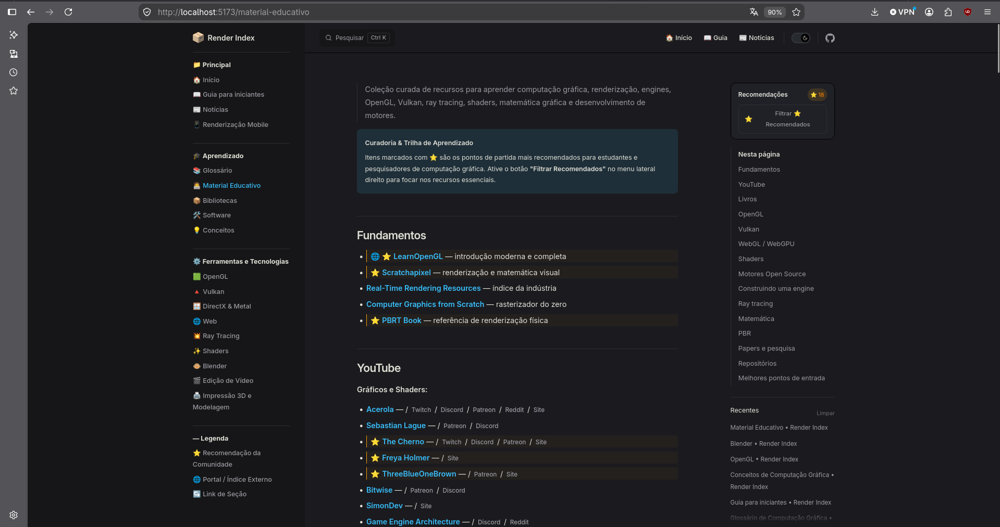 http://localhost:5173/material-educativo
90%
VPN
Render Index
Principal
Início
Guia para iniciantes
Notícias
Renderização Mobile
Aprendizado
Glossário
Material Educativo
Bibliotecas
Software
Conceitos
Ferramentas e Tecnologias
OpenGL
Vulkan
DirectX & Metal
Web
Ray Tracing
Shaders
Blender
Edição de Vídeo
Impressão 3D e
Modelagem
— Legenda
Recomendação da
Comunidade
Portal / Índice Externo
Link de Seção
Pesquisar Ctrl K
Início Guia Notícias
Coleção curada de recursos para aprender computação gráfica, renderização, engines,
OpenGL, Vulkan, ray tracing, shaders, matemática gráfica e desenvolvimento de
motores.
Curadoria & Trilha de Aprendizado
Itens marcados com ⭐ são os pontos de partida mais recomendados para estudantes e
pesquisadores de computação gráfica. Ative o botão "Filtrar Recomendados" no menu lateral
direito para focar nos recursos essenciais.
Fundamentos
• 🌐 ⭐ LearnOpenGL — introdução moderna e completa
• ⭐ Scratchapixel — renderização e matemática visual
• Real-Time Rendering Resources — índice da indústria
• Computer Graphics from Scratch — rasterizador do zero
• ⭐ PBRT Book — referência de renderização física
YouTube
Gráficos e Shaders:
• Acerola — / Twitch / Discord / Patreon / Reddit / Site
• Sebastian Lague — / Patreon / Discord
• ⭐ The Cherno — / Twitch / Discord / Patreon / Site
• ⭐ Freya Holmer — / Site
• ⭐ ThreeBlueOneBrown — / Patreon / Site
• Bitwise — / Patreon / Discord
• SimonDev — / Site
• Game Engine Architecture — / Discord / Reddit
Recomendações ⭐ 18
Filtrar ⭐
Recomendados
Nesta página
Fundamentos
YouTube
Livros
OpenGL
Vulkan
WebGL / WebGPU
Shaders
Motores Open Source
Construindo uma engine
Ray tracing
Matemática
PBR
Papers e pesquisa
Repositórios
Melhores pontos de entrada
Recentes
Limpar
Material Educativo • Render Index
Blender • Render Index
OpenGL • Render Index
Conceitos de Computação Gráfica •
Render Index
Guia para iniciantes • Render Index
Glossário de Computação Gráfica •